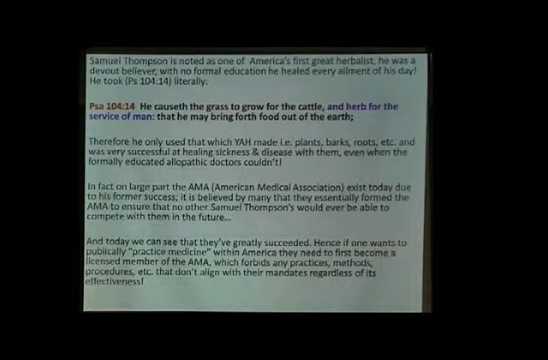 Samuel Thompson is noted as one of America's first great herbalist, he was a
devout believer, with no formal education he healed every ailment of his day!
He took (Ps 104:14) literally.
Psa 104:14 He causeth the grass to grow for the cattle, and herb for the
service of man: that he may bring forth food out of the earth;
Therefore he only used that which YAH made i.e. plants, barks, roots, etc. and
was very successful at healing sickness & disease with them, even when the
formally educated allopathic doctors couldn't!
In fact on large part the AMA (American Medical Association) exist today due
to his former success; it is believed by many that they essentially formed the
AMA to ensure that no other Samuel Thompson's would ever be able to
compete with them in the future...
And today we can see that they've greatly succeeded. Hence if one wants to
publically "practice medicine" within America they need to first become a
licensed member of the AMA, which forbids any practices, methods,
procedures, etc. that don't align with their mandates regardless of its
effectiveness!